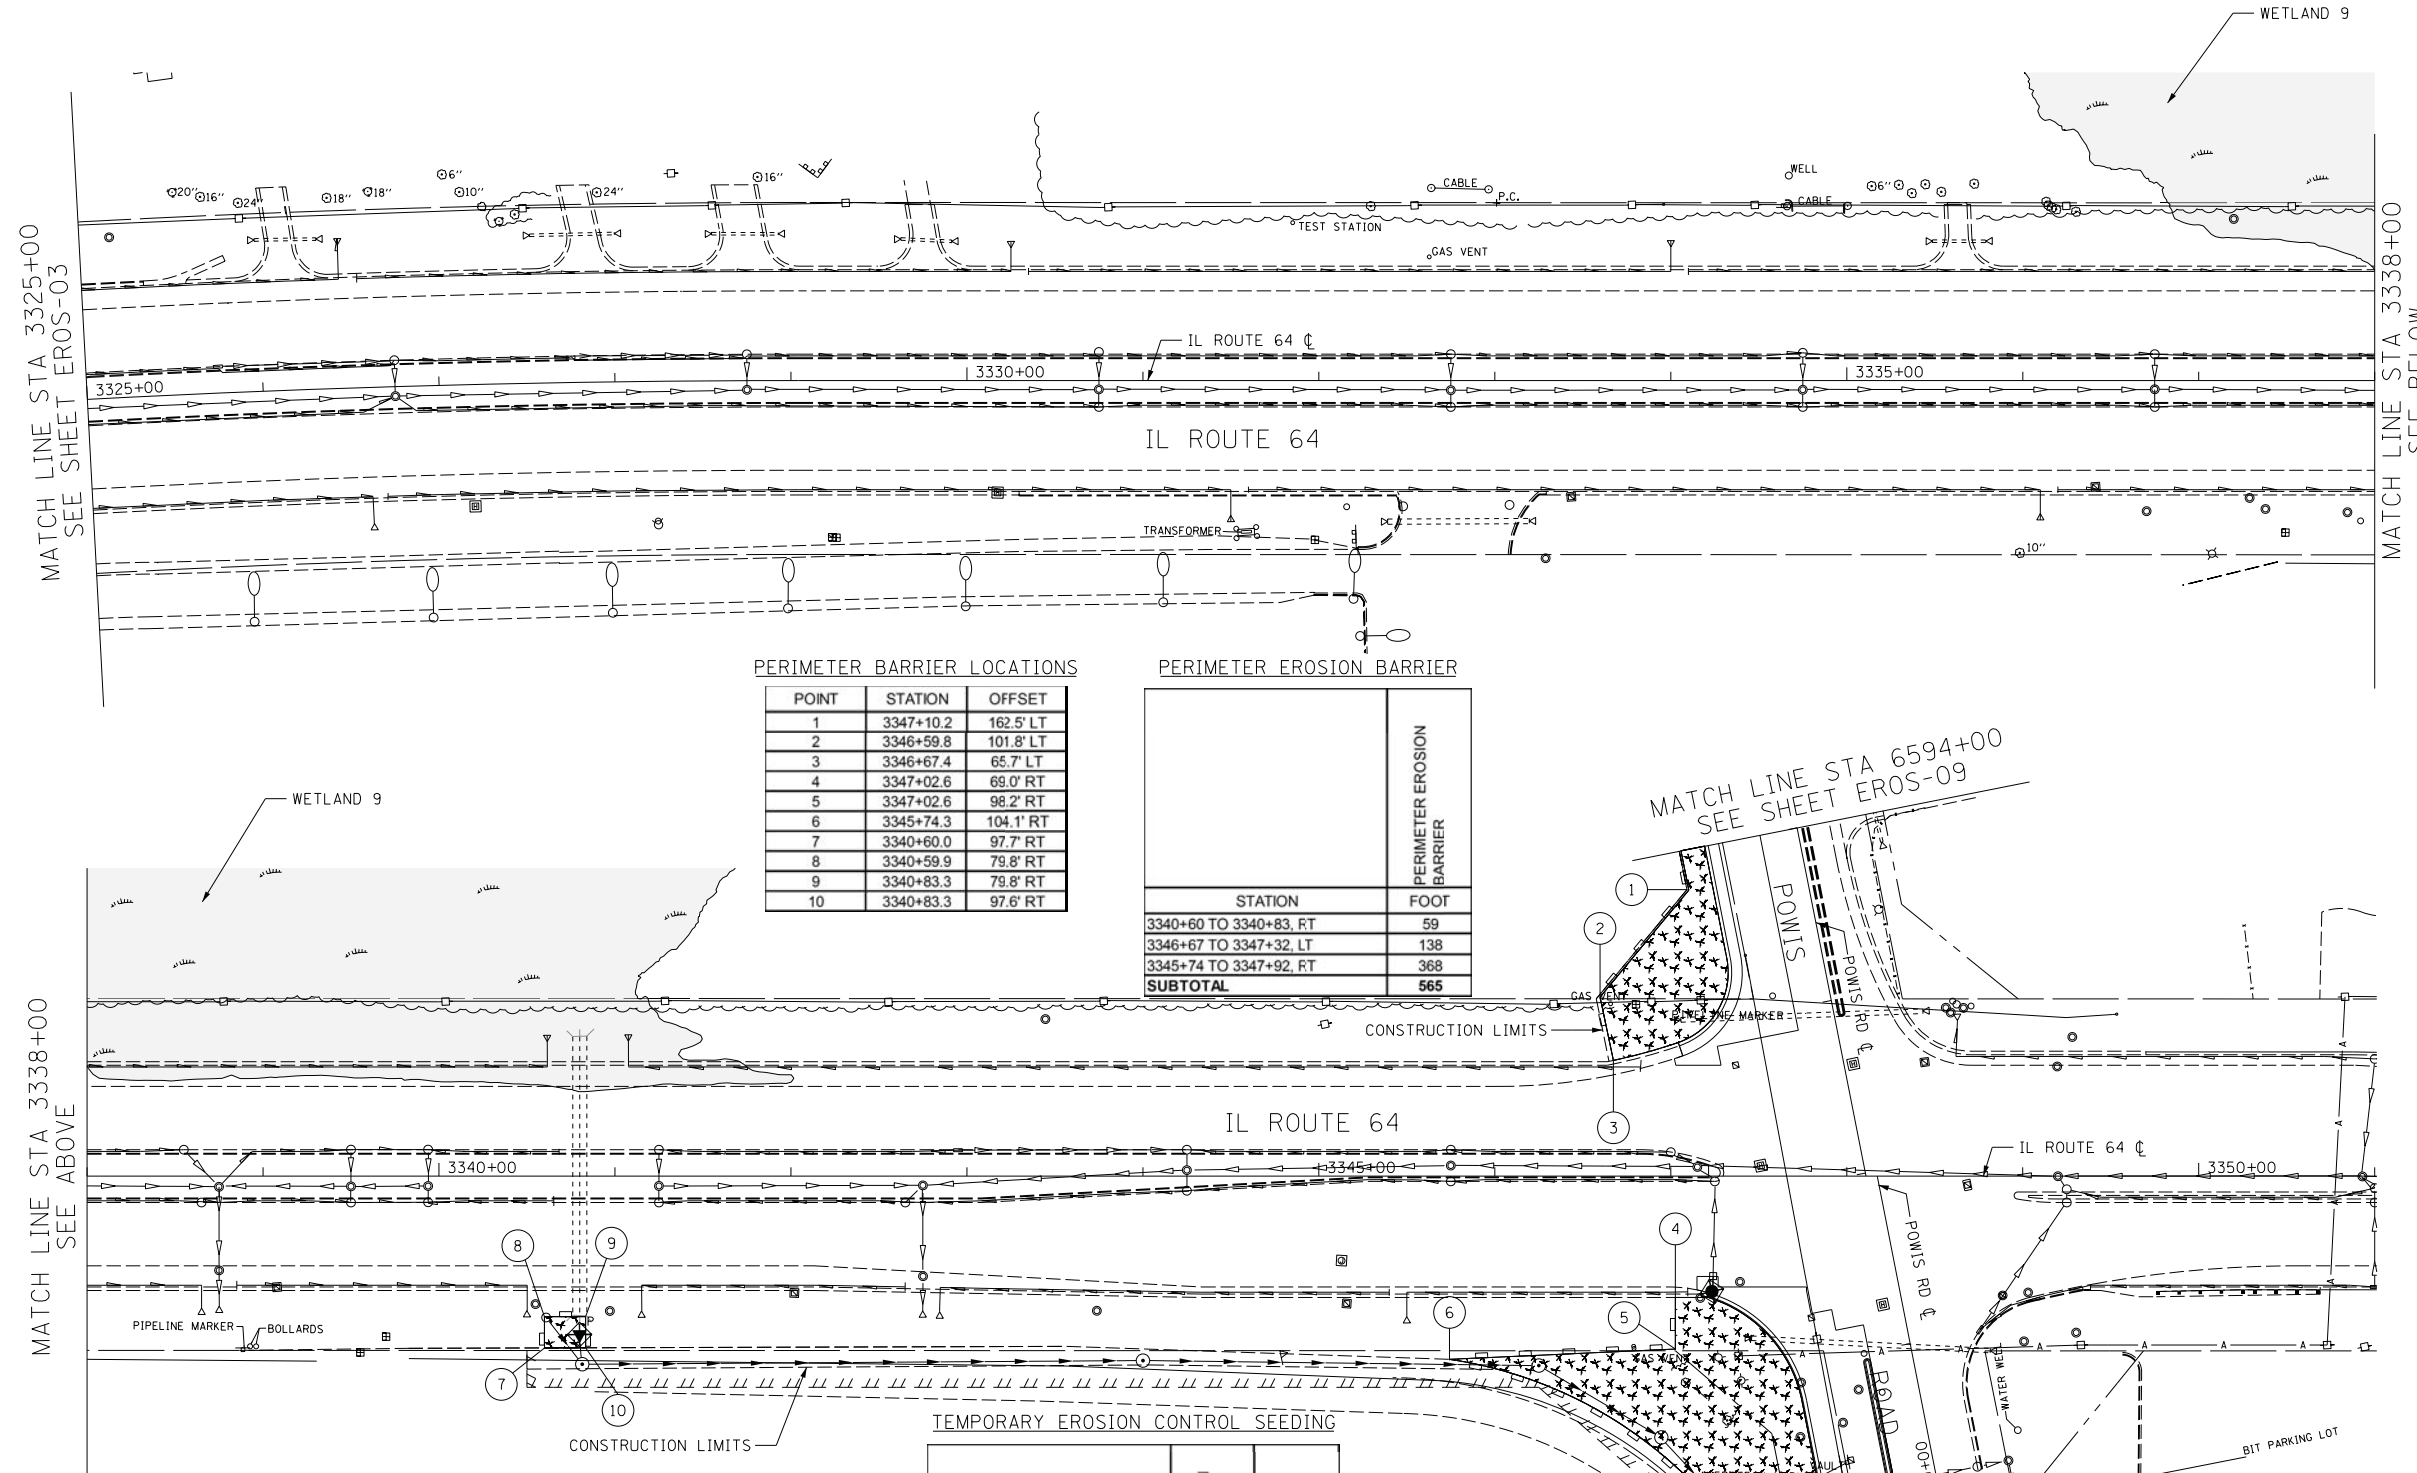 WETLAND 9
20"
16"
24"
18"
18"
6"
10"
24"
16"
CABLE
P.C.
WELL
CABLE
6"
TEST STATION
GAS VENT
MATCH LINE STA 3325+00
SEE SHEET EROS-03
MATCH LINE STA 3338+00
SEE BELOW
IL ROUTE 64 ℄
3325+00
3330+00
3335+00
IL ROUTE 64
TRANSFORMER
10"
PERIMETER BARRIER LOCATIONS
POINT STATION OFFSET
1 3347+10.2 162.5' LT
2 3346+59.8 101.8' LT
3 3346+67.4 65.7' LT
4 3347+02.6 69.0' RT
5 3347+02.6 98.2' RT
6 3345+74.3 104.1' RT
7 3340+60.0 97.7' RT
8 3340+59.9 79.8' RT
9 3340+83.3 79.8' RT
10 3340+83.3 97.6' RT
PERIMETER EROSION BARRIER
PERIMETER EROSION
BARRIER
STATION FOOT
3340+60 TO 3340+83, RT 59
3346+67 TO 3347+32, LT 138
3345+74 TO 3347+92, RT 368
SUBTOTAL 565
MATCH LINE STA 6594+00
SEE SHEET EROS-09
WETLAND 9
1
2
POWIS
POWIS RD ℄
GAS VENT
PIPELINE MARKER
CONSTRUCTION LIMITS
3
MATCH LINE STA 3338+00
SEE ABOVE
IL ROUTE 64
IL ROUTE 64 ℄
3340+00
3345+00
3350+00
8
9
4
POWIS RD ℄
6
5
PIPELINE MARKER
BOLLARDS
P
GAS VENT
A A A A A A
A
A
A
A
7
10
WATER WELL
ROAD
CONSTRUCTION LIMITS
TEMPORARY EROSION CONTROL SEEDING
BIT PARKING LOT